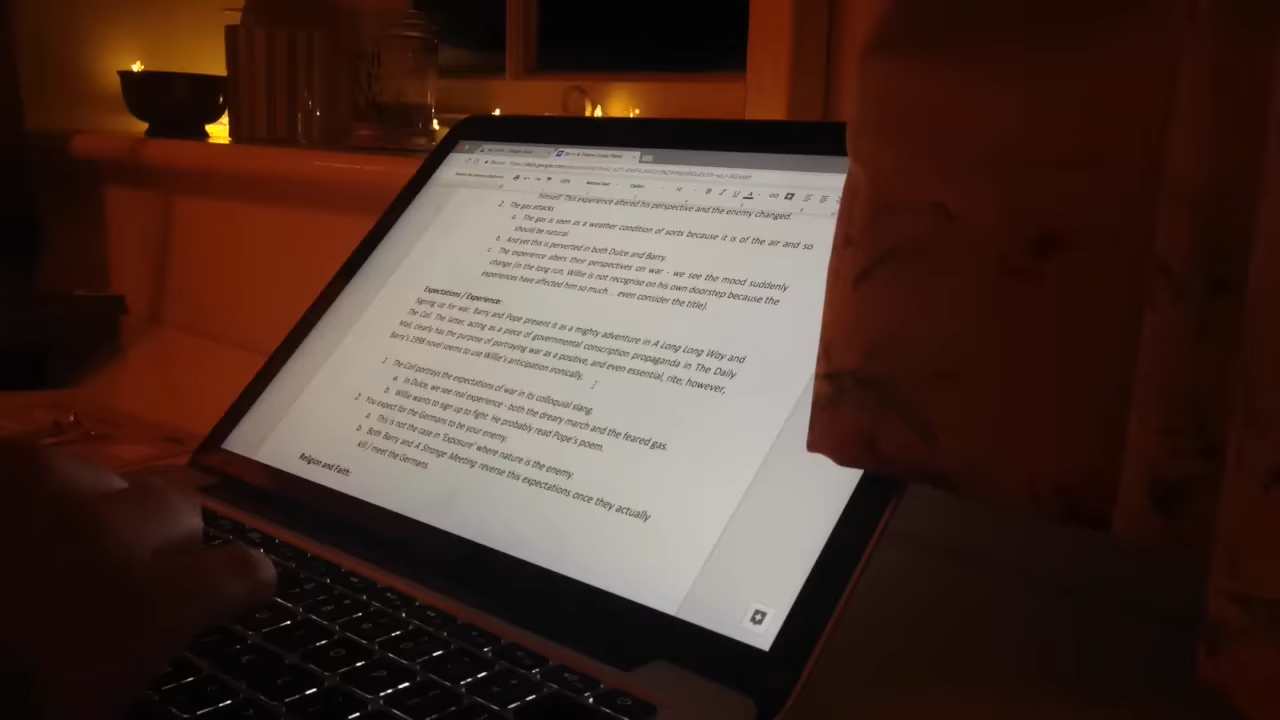 himself. This experience altered his perspective and the enemy changed.
2. The gas attacks
a. The gas is seen as a weather condition of sorts because it is of the air and so
should be natural
b. And yet this is perverted in both Dulce and Barry.
c. The experience alters their perspectives on war - we see the mood suddenly
change (in the long run, Willie is not recognise on his own doorstep because the
experiences have affected him so much... even consider the title).
Expectations / Experience:
Signing up for war, Barry and Pope present it as a mighty adventure in A Long Long Way and
The Call. The latter, acting as a piece of governmental conscription propaganda in The Daily
Mail, clearly has the purpose of portraying war as a positive, and even essential, rite; however,
Barry's 1998 novel seems to use Willie's anticipation ironically.
1. The Call portrays the expectations of war in its colloquial slang.
a. In Dulce, we see real experience - both the dreary march and the feared gas.
b. Willie wants to sign up to fight. He probably read Pope's poem.
2. You expect for the Germans to be your enemy.
a. This is not the case in 'Exposure' where nature is the enemy.
b. Both Barry and A Strange Meeting reverse this expectations once they actually
kill / meet the Germans.
Religion and Faith: